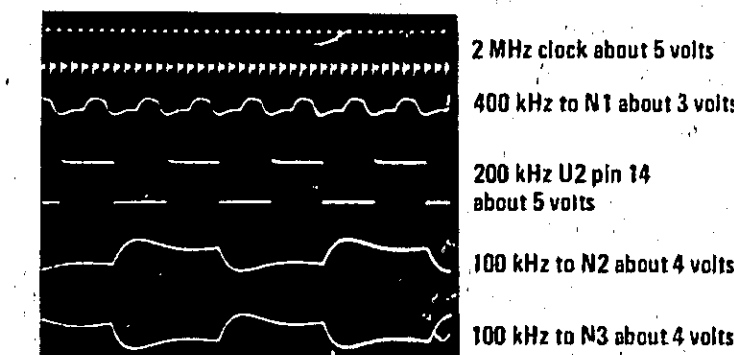 2 MHz clock about 5 volts
400 kHz to N1 about 3 volts
200 kHz U2 pin 14
about 5 volts
100 kHz to N2 about 4 volts
100 kHz to N3 about 4 volts